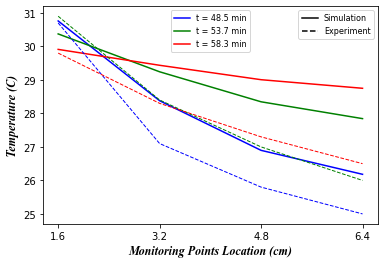 t = 48.5 min
t = 53.7 min
t = 58.3 min
Simulation
Experiment
Temperature (C)
31
30
29
28
27
26
25
1.6
3.2
4.8
6.4
Monitoring Points Location (cm)